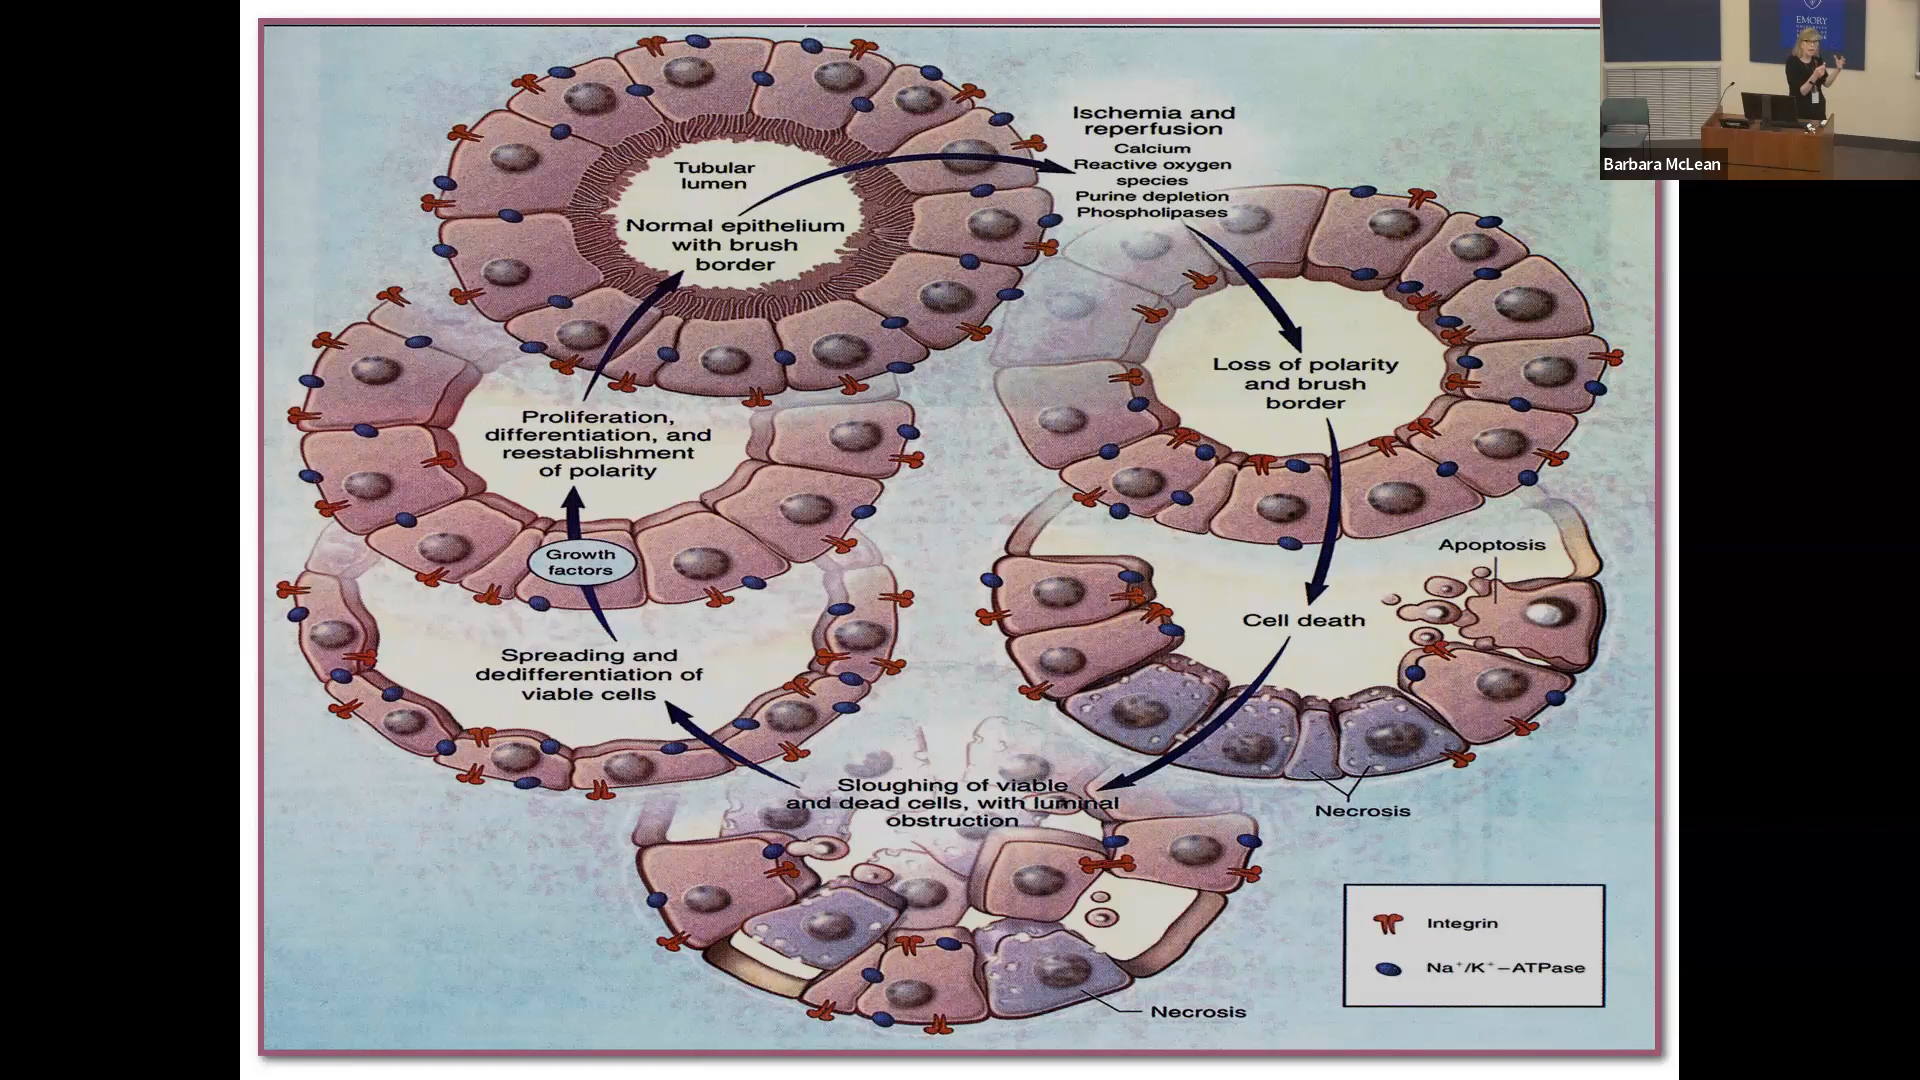 EMORY
Barbara McLean
Ischemia and
reperfusion
Calcium
Reactive oxygen
species
Purine depletion
Phospholipases
Tubular
lumen
Normal epithelium
with brush
border
Loss of polarity
and brush
border
Proliferation,
differentiation, and
reestablishment
of polarity
Growth
factors
Apoptosis
Cell death
Spreading and
dedifferentiation of
viable cells
Sloughing of viable
and dead cells, with luminal
obstruction
Necrosis
Necrosis
Integrin
Na⁺/K⁺–ATPase